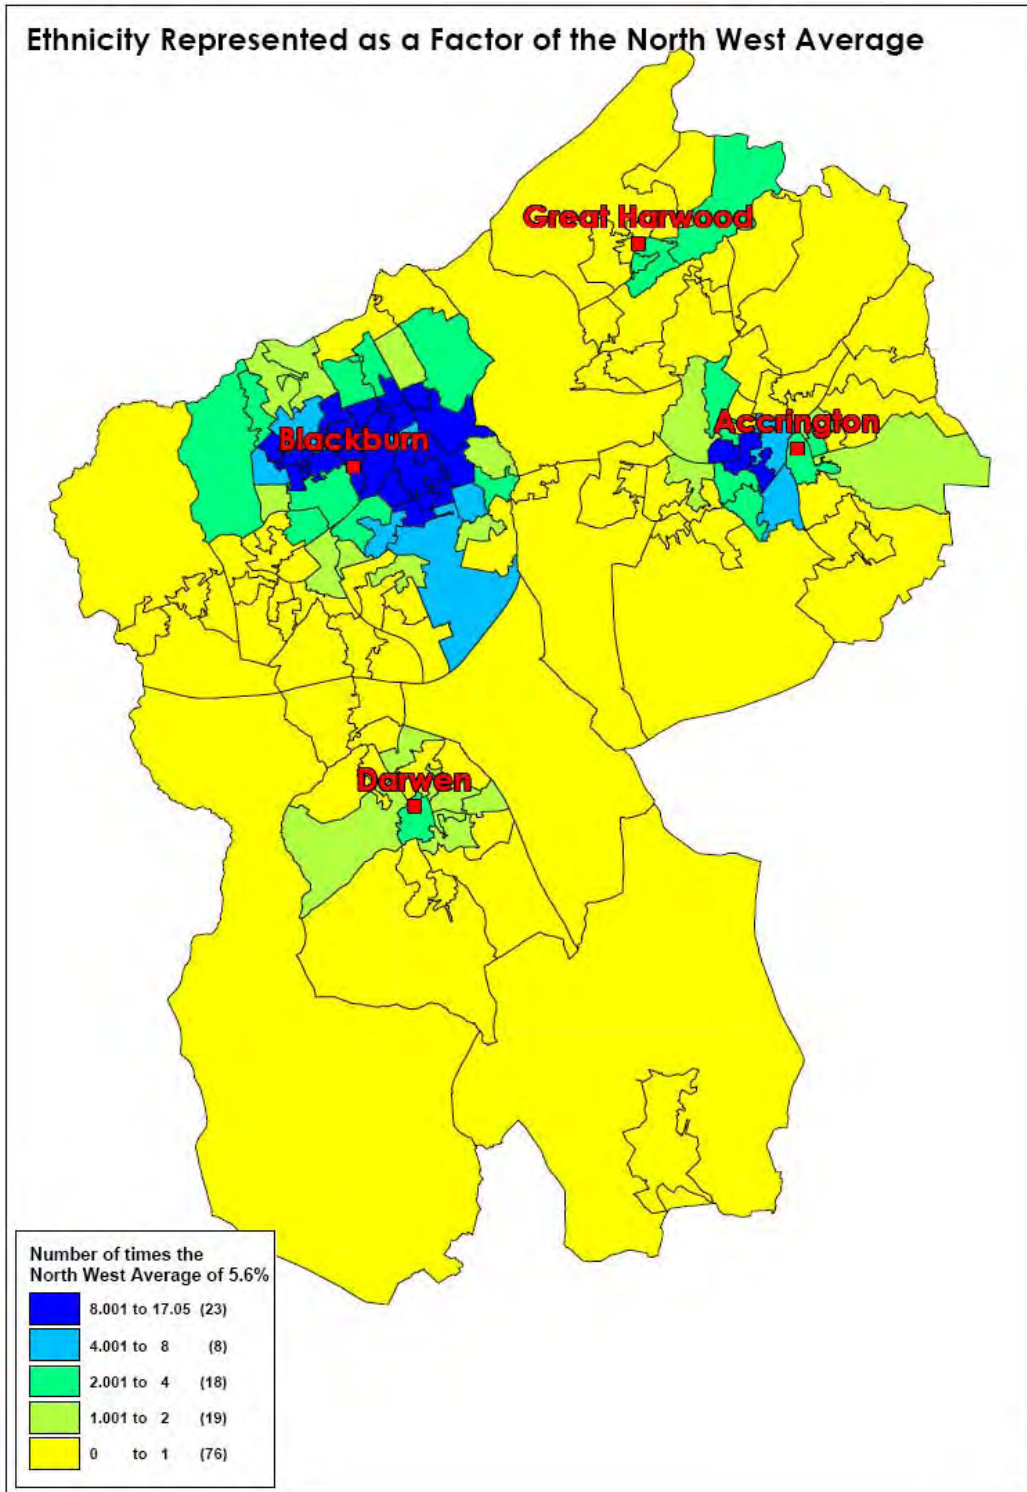 Ethnicity Represented as a Factor of the North West Average
Great Harwood
Accrington
Blackburn
Darwen
Number of times the
North West Average of 5.6%
8.001 to 17.05 (23)
4.001 to 8 (8)
2.001 to 4 (18)
1.001 to 2 (19)
0 to 1 (76)